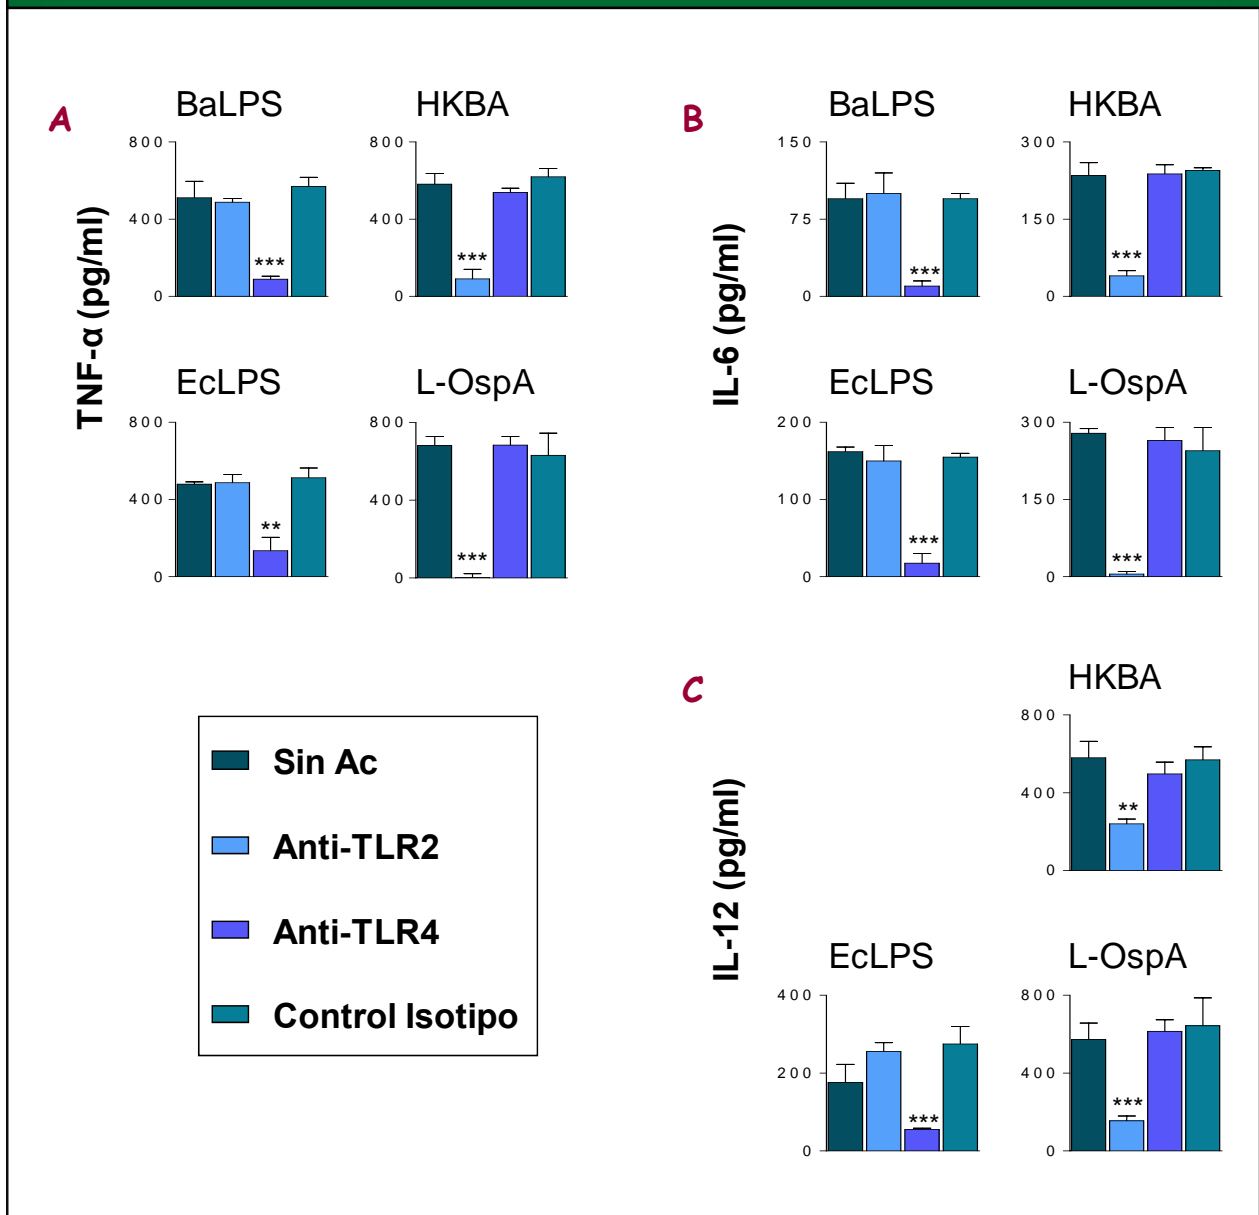 A
BaLPS
HKBA
TNF-α (pg/ml)
800
400
0
***
800
400
0
***
EcLPS
L-OspA
800
400
0
**
800
400
0
***
B
BaLPS
HKBA
IL-6 (pg/ml)
150
75
0
***
300
150
0
***
EcLPS
L-OspA
200
100
0
***
300
150
0
***
C
HKBA
IL-12 (pg/ml)
800
400
0
**
EcLPS
L-OspA
400
200
0
***
800
400
0
***
Sin Ac
Anti-TLR2
Anti-TLR4
Control Isotipo